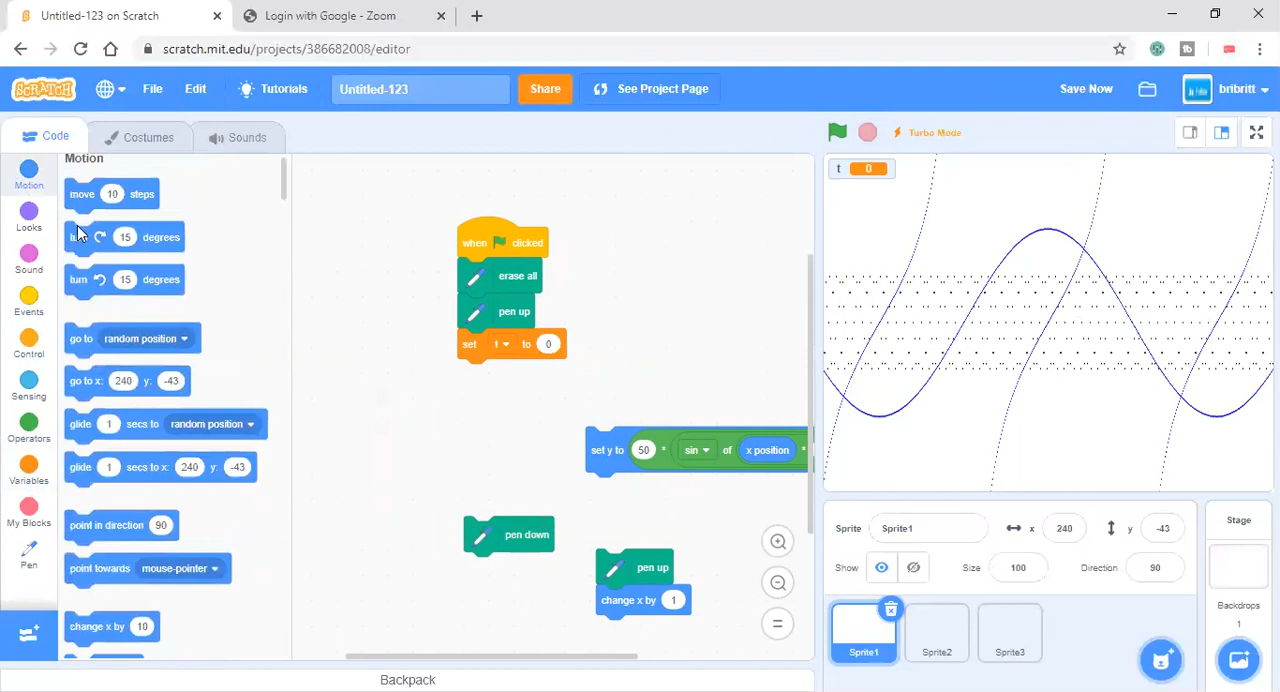 Untitled-123 on Scratch
Login with Google - Zoom
scratch.mit.edu/projects/386682008/editor
SCRATCH
File
Edit
Tutorials
Untitled-123
Share
See Project Page
Save Now
bribritt
Code
Costumes
Sounds
Turbo Mode
Motion
Looks
Sound
Events
Control
Sensing
Operators
Variables
My Blocks
Pen
Motion
move 10 steps
15 degrees
turn 15 degrees
go to random position
go to x: 240 y: -43
glide 1 secs to random position
glide 1 secs to x: 240 y: -43
point in direction 90
point towards mouse-pointer
change x by 10
when clicked
erase all
pen up
set t to 0
set y to 50 * sin of x position *
pen down
pen up
change x by 1
t 0
Sprite Sprite1 x 240 y -43
Show Size 100 Direction 90
Sprite1
Sprite2
Sprite3
Stage
Backdrops
1
Backpack